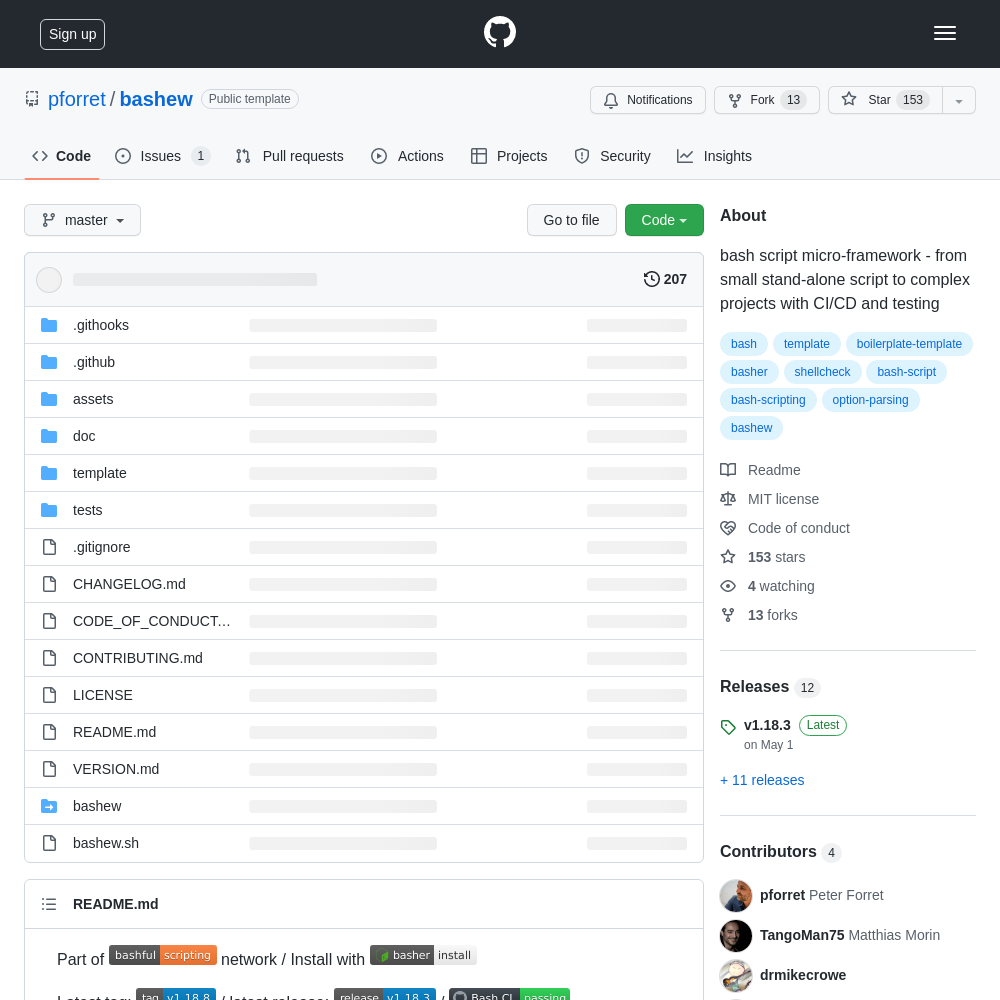 Sign up
pforret / bashew Public template
Notifications
Fork 13
Star 153
Code
Issues 1
Pull requests
Actions
Projects
Security
Insights
master
Go to file
Code
207
.githooks
.github
assets
doc
template
tests
.gitignore
CHANGELOG.md
CODE_OF_CONDUCT...
CONTRIBUTING.md
LICENSE
README.md
VERSION.md
bashew
bashew.sh
README.md
Part of bashful scripting network / Install with basher install
Latest tag: tag v1.18.8 / latest release: release v1.18.3 / Bash CI passing
About
bash script micro-framework - from
small stand-alone script to complex
projects with CI/CD and testing
bash template boilerplate-template
basher shellcheck bash-script
bash-scripting option-parsing
bashew
Readme
MIT license
Code of conduct
153 stars
4 watching
13 forks
Releases 12
v1.18.3 Latest
on May 1
+ 11 releases
Contributors 4
pforret Peter Forret
TangoMan75 Matthias Morin
drmikecrowe